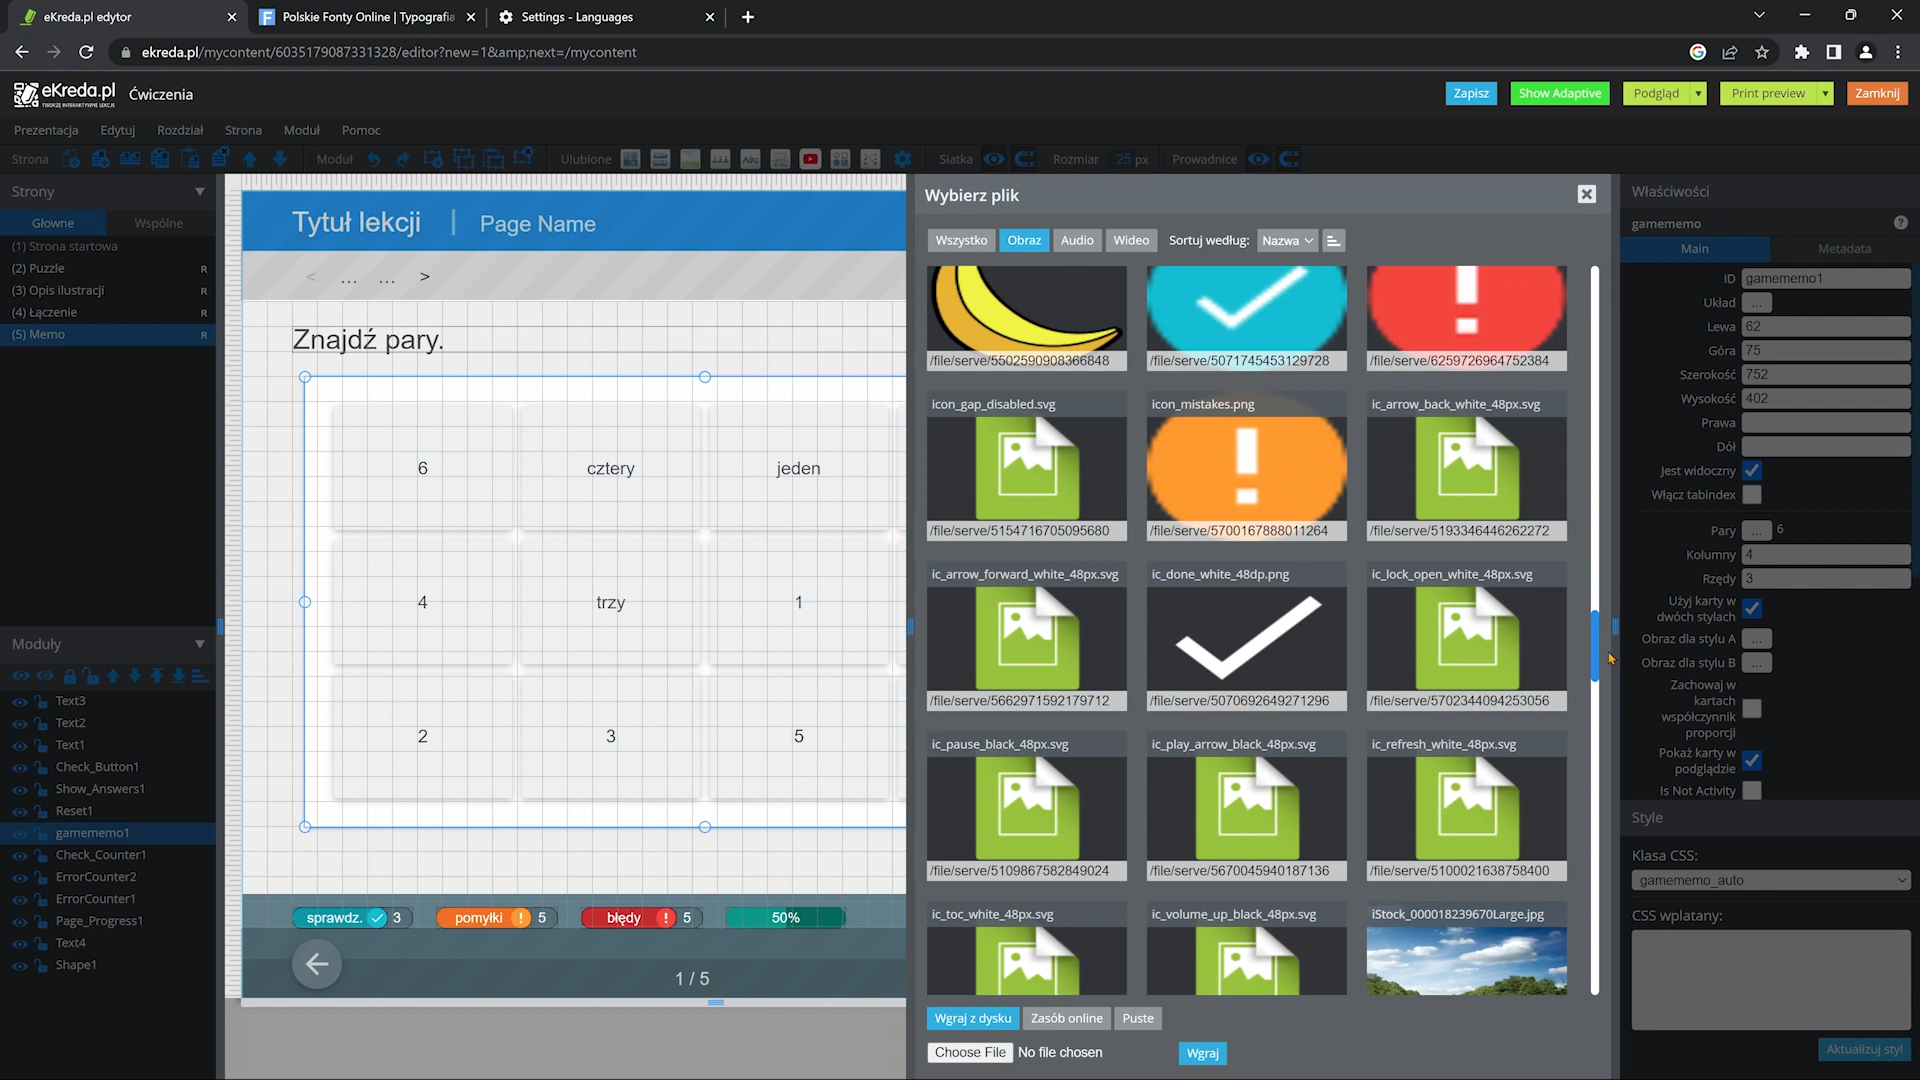 eKreda.pl edytor
Polskie Fonty Online | Typografia
Settings - Languages
ekreda.pl/mycontent/6035179087331328/editor?new=1&amp;next=/mycontent
eKreda.pl
TWORZĘ INTERAKTYWNE LEKCJE
Ćwiczenia
Zapisz
Show Adaptive
Podgląd
Print preview
Zamknij
Prezentacja Edytuj Rozdział Strona Moduł Pomoc
Strona
Moduł
Ulubione
Abc
Siatka
Rozmiar 25 px
Prowadnice
Strony
Głowne
Wspólne
(1) Strona startowa
(2) Puzzle R
(3) Opis ilustracji R
(4) Łączenie R
(5) Memo R
Moduły
Text3
Text2
Text1
Check_Button1
Show_Answers1
Reset1
gamememo1
Check_Counter1
ErrorCounter2
ErrorCounter1
Page_Progress1
Text4
Shape1
Tytuł lekcji | Page Name
< ... ... >
Znajdź pary.
6 cztery jeden
4 trzy 1
2 3 5
sprawdz. 3
pomyłki ! 5
błędy ! 5
50%
1 / 5
Wybierz plik
Wszystko
Obraz
Audio
Wideo
Sortuj według:
Nazwa
/file/serve/5502590908366848
/file/serve/5071745453129728
/file/serve/6259726964752384
icon_gap_disabled.svg
icon_mistakes.png
ic_arrow_back_white_48px.svg
/file/serve/5154716705095680
/file/serve/5700167888011264
/file/serve/5193346446262272
ic_arrow_forward_white_48px.svg
ic_done_white_48dp.png
ic_lock_open_white_48px.svg
/file/serve/5662971592179712
/file/serve/5070692649271296
/file/serve/5702344094253056
ic_pause_black_48px.svg
ic_play_arrow_black_48px.svg
ic_refresh_white_48px.svg
/file/serve/5109867582849024
/file/serve/5670045940187136
/file/serve/5100021638758400
ic_toc_white_48px.svg
ic_volume_up_black_48px.svg
iStock_000018239670Large.jpg
Wgraj z dysku
Zasób online
Puste
Choose File No file chosen
Wgraj
Właściwości
gamememo
Main
Metadata
ID gamememo1
Układ ...
Lewa 62
Góra 75
Szerokość 752
Wysokość 402
Prawa
Dół
Jest widoczny
Włącz tabindex
Pary ... 6
Kolumny 4
Rzędy 3
Użyj karty w
dwóch stylach
Obraz dla stylu A ...
Obraz dla stylu B ...
Zachowaj w
kartach
współczynnik
proporcji
Pokaż karty w
podglądzie
Is Not Activity
Style
Klasa CSS:
gamememo_auto
CSS wplatany:
Aktualizuj styl